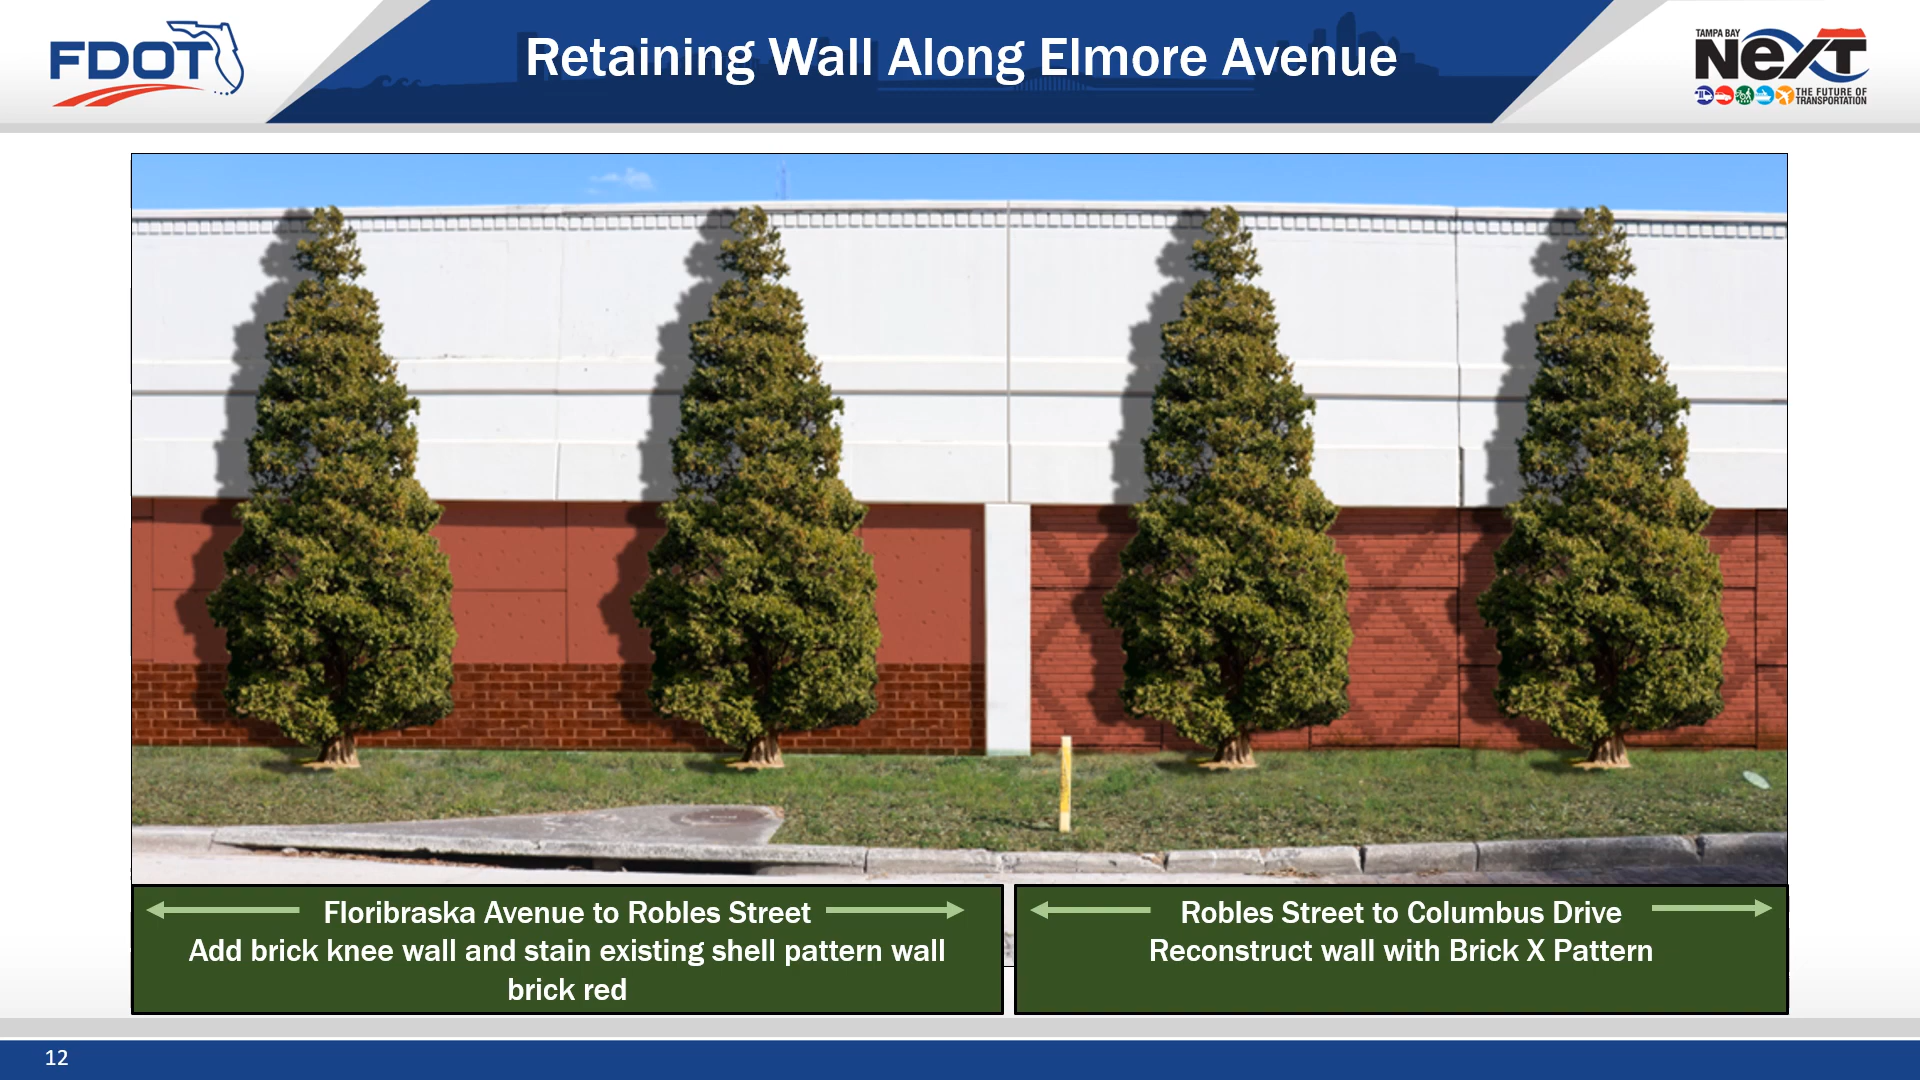 FDOT
Retaining Wall Along Elmore Avenue
TAMPA BAY
NEXT
THE FUTURE OF
TRANSPORTATION
Floribraska Avenue to Robles Street
Add brick knee wall and stain existing shell pattern wall
brick red
Robles Street to Columbus Drive
Reconstruct wall with Brick X Pattern
12